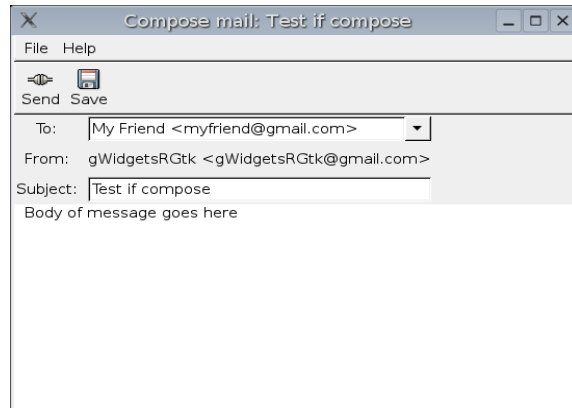 Compose mail: Test if compose
File Help
Send Save
To: My Friend <myfriend@gmail.com>
From: gWidgetsRGtk <gWidgetsRGtk@gmail.com>
Subject: Test if compose
Body of message goes here